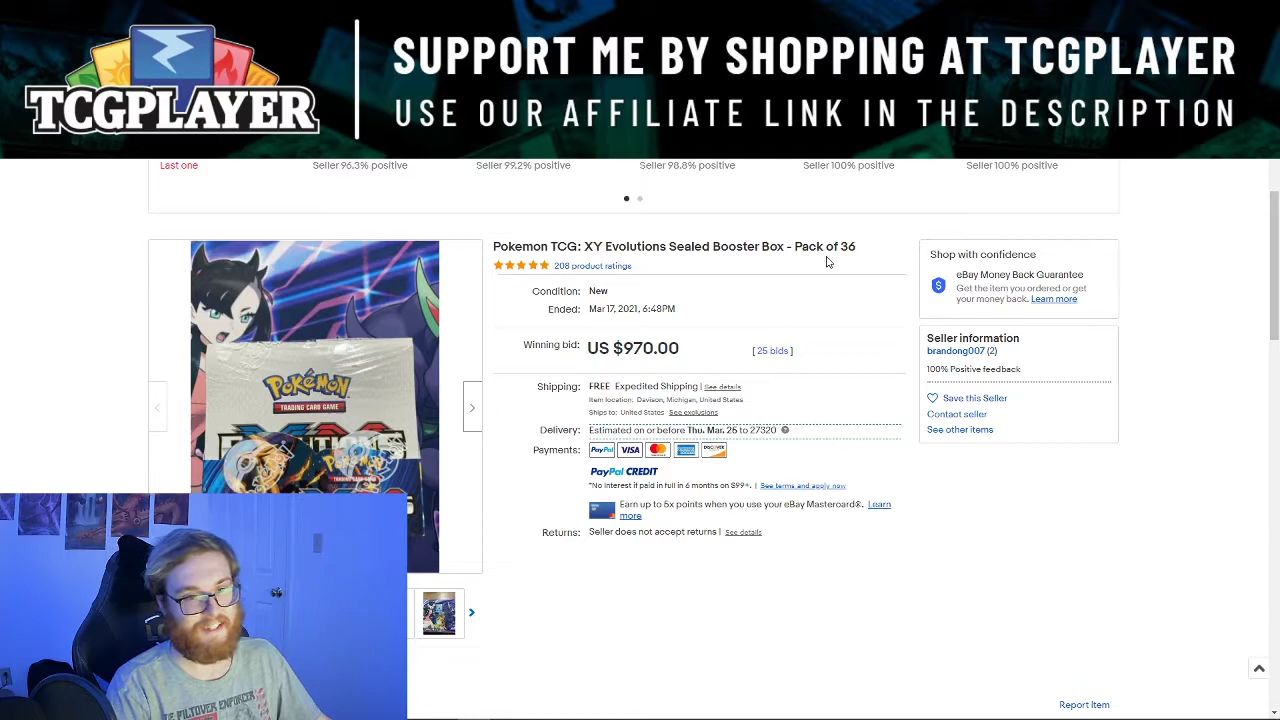 SUPPORT ME BY SHOPPING AT TCGPLAYER
TCGPLAYER
USE OUR AFFILIATE LINK IN THE DESCRIPTION
Last one
Seller 96.3% positive
Seller 99.2% positive
Seller 98.8% positive
Seller 100% positive
Seller 100% positive
Pokemon TCG: XY Evolutions Sealed Booster Box - Pack of 36
208 product ratings
Condition: New
Ended: Mar 17, 2021, 6:48PM
Winning bid: US $970.00 [ 25 bids ]
Shipping: FREE Expedited Shipping | See details
Item location: Davison, Michigan, United States
Ships to: United States See exclusions
Delivery: Estimated on or before Thu. Mar. 25 to 27320
Payments: PayPal VISA DISCOVER
PayPal CREDIT
*No Interest if paid in full in 6 months on $99+. | See terms and apply now
Earn up to 5x points when you use your eBay Mastercard®. Learn
more
Returns: Seller does not accept returns | See details
Shop with confidence
eBay Money Back Guarantee
Get the item you ordered or get
your money back. Learn more
Seller information
brandong007 (2)
100% Positive feedback
Save this Seller
Contact seller
See other items
POKéMON
TRADING CARD GAME
EVOLUTIONS
PILTOVER ENFORCER
Report Item